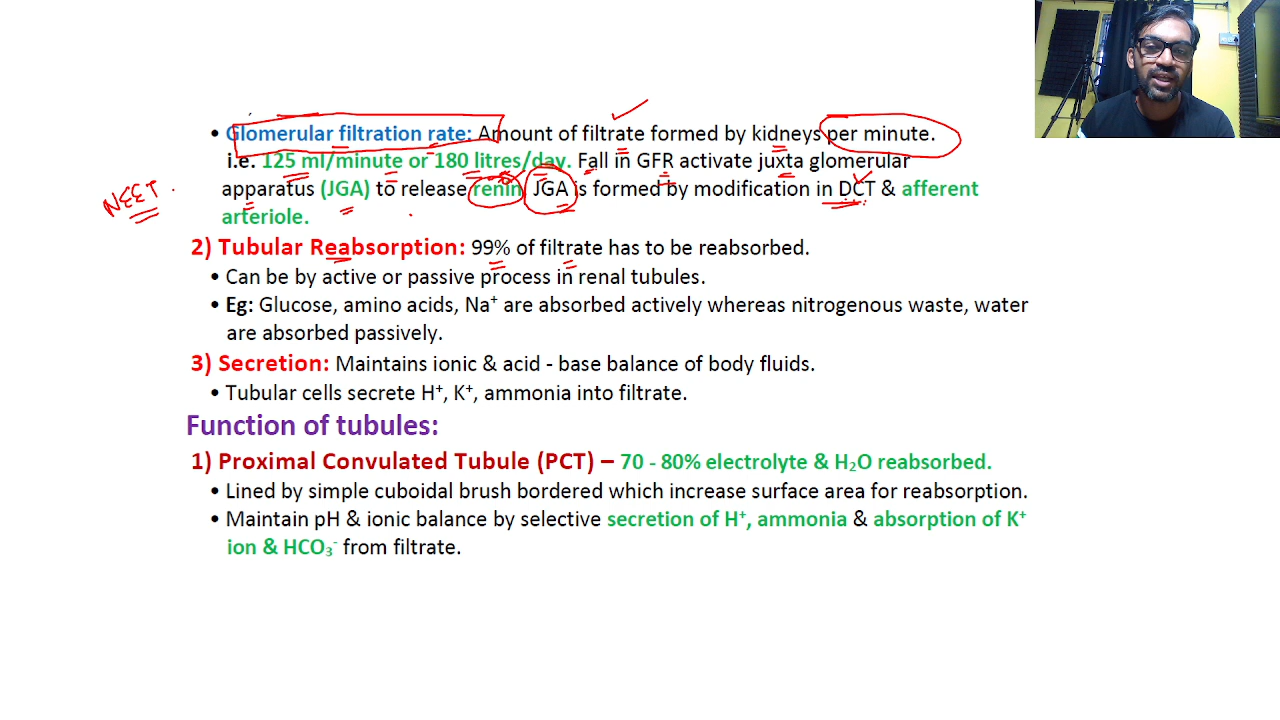 • Glomerular filtration rate: Amount of filtrate formed by kidneys per minute.
i.e. 125 ml/minute or 180 litres/day. Fall in GFR activate juxta glomerular
NEET
apparatus (JGA) to release renin JGA is formed by modification in DCT & afferent
arteriole.
2) Tubular Reabsorption: 99% of filtrate has to be reabsorbed.
• Can be by active or passive process in renal tubules.
• Eg: Glucose, amino acids, Na⁺ are absorbed actively whereas nitrogenous waste, water
are absorbed passively.
3) Secretion: Maintains ionic & acid - base balance of body fluids.
• Tubular cells secrete H⁺, K⁺, ammonia into filtrate.
Function of tubules:
1) Proximal Convulated Tubule (PCT) – 70 - 80% electrolyte & H₂O reabsorbed.
• Lined by simple cuboidal brush bordered which increase surface area for reabsorption.
• Maintain pH & ionic balance by selective secretion of H⁺, ammonia & absorption of K⁺
ion & HCO₃⁻ from filtrate.